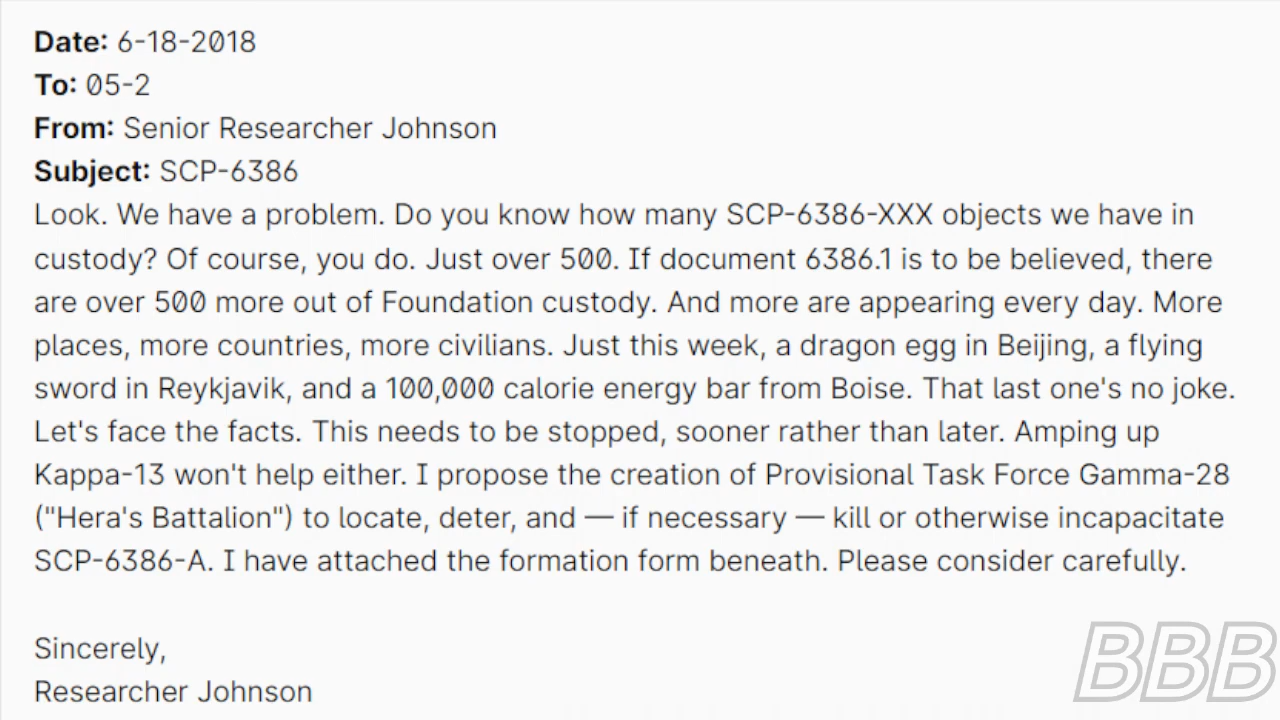 Date: 6-18-2018
To: 05-2
From: Senior Researcher Johnson
Subject: SCP-6386
Look. We have a problem. Do you know how many SCP-6386-XXX objects we have in
custody? Of course, you do. Just over 500. If document 6386.1 is to be believed, there
are over 500 more out of Foundation custody. And more are appearing every day. More
places, more countries, more civilians. Just this week, a dragon egg in Beijing, a flying
sword in Reykjavik, and a 100,000 calorie energy bar from Boise. That last one's no joke.
Let's face the facts. This needs to be stopped, sooner rather than later. Amping up
Kappa-13 won't help either. I propose the creation of Provisional Task Force Gamma-28
("Hera's Battalion") to locate, deter, and — if necessary — kill or otherwise incapacitate
SCP-6386-A. I have attached the formation form beneath. Please consider carefully.
Sincerely,
Researcher Johnson
BBB